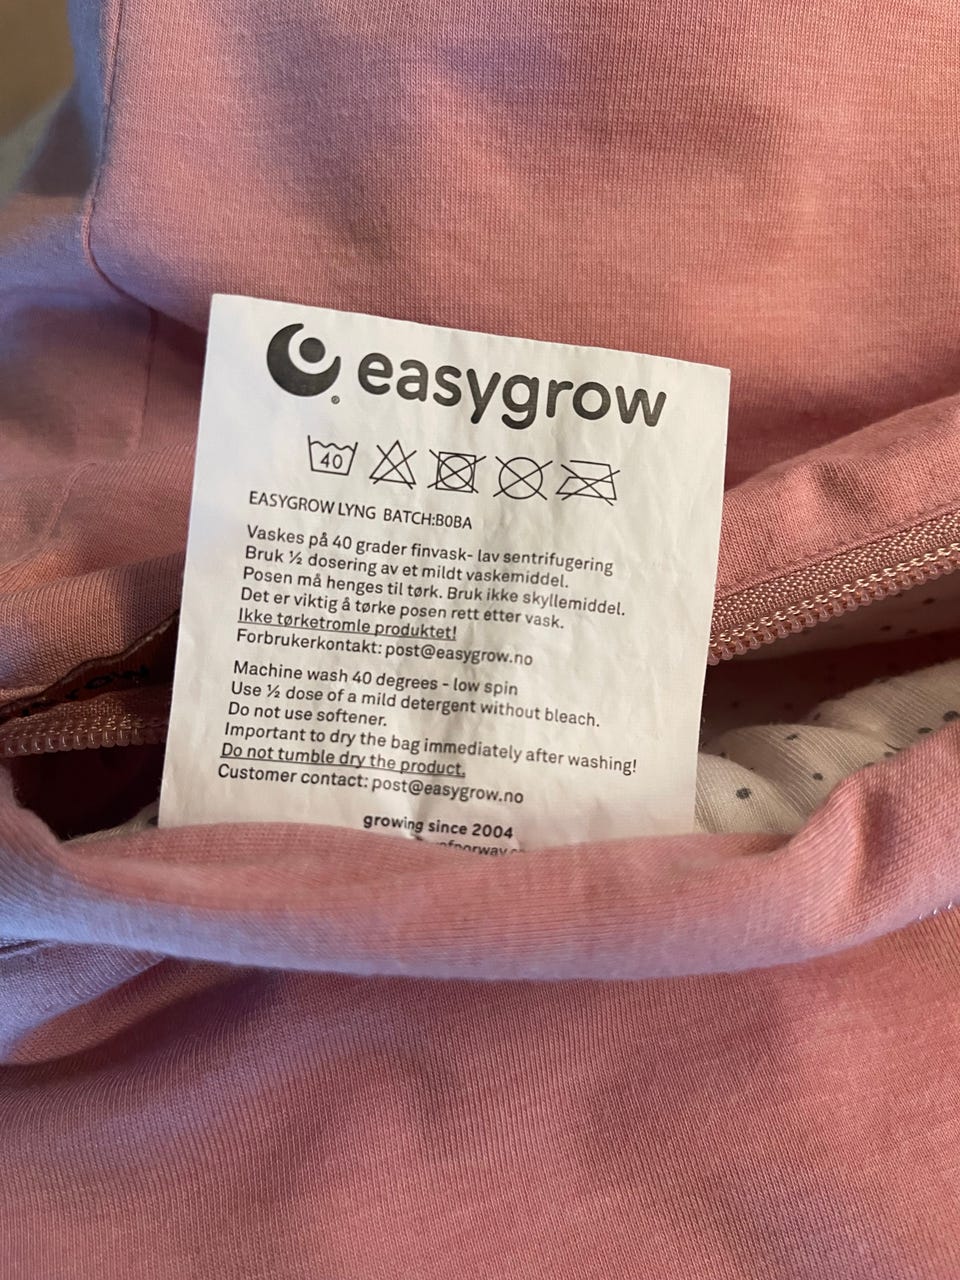 easygrow
40
EASYGROW LYNG BATCH:B0BA
Vaskes på 40 grader finvask- lav sentrifugering
Bruk ½ dosering av et mildt vaskemiddel.
Posen må henges til tørk. Bruk ikke skyllemiddel.
Det er viktig å tørke posen rett etter vask.
Ikke tørketromle produktet!
Forbrukerkontakt: post@easygrow.no
Machine wash 40 degrees - low spin
Use ½ dose of a mild detergent without bleach.
Do not use softener.
Important to dry the bag immediately after washing!
Do not tumble dry the product.
Customer contact: post@easygrow.no
growing since 2004